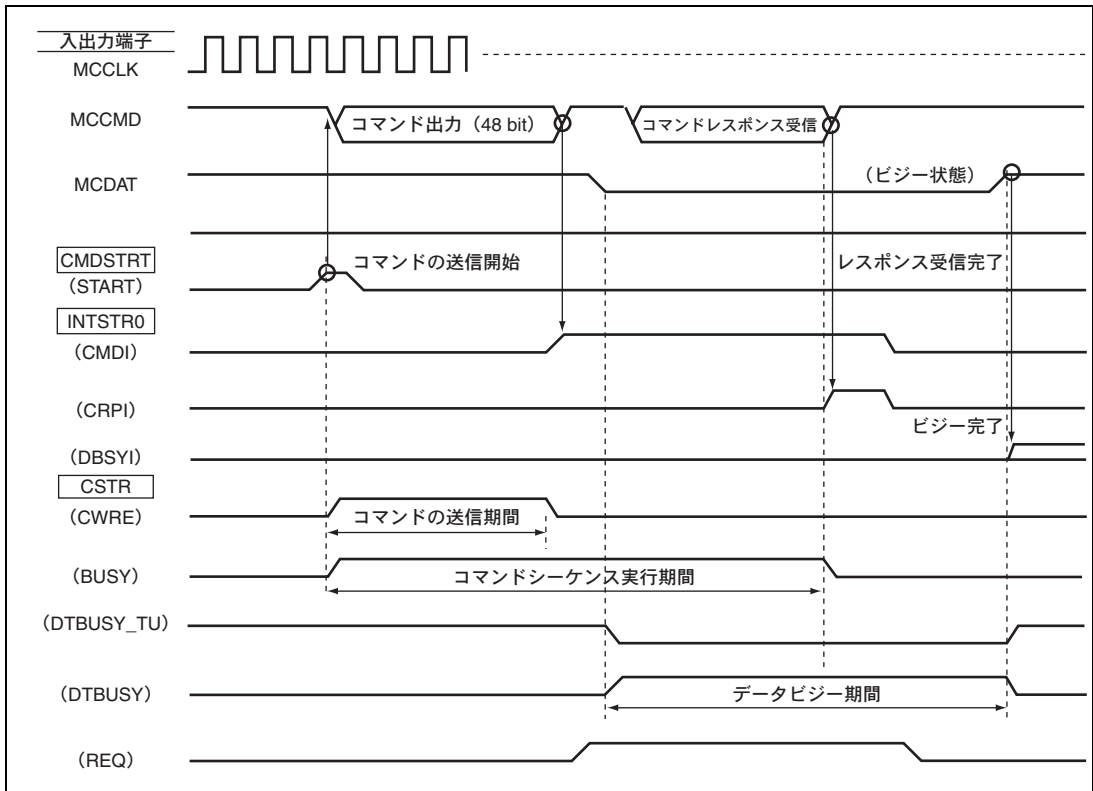 入出力端子
MCCLK
MCCMD
コマンド出力（48 bit）
コマンドレスポンス受信
MCDAT
（ビジー状態）
CMDSTRT
（START）
コマンドの送信開始
レスポンス受信完了
INTSTR0
（CMDI）
（CRPI）
ビジー完了
（DBSYI）
CSTR
（CWRE）
コマンドの送信期間
（BUSY）
コマンドシーケンス実行期間
（DTBUSY_TU）
（DTBUSY）
データビジー期間
（REQ）